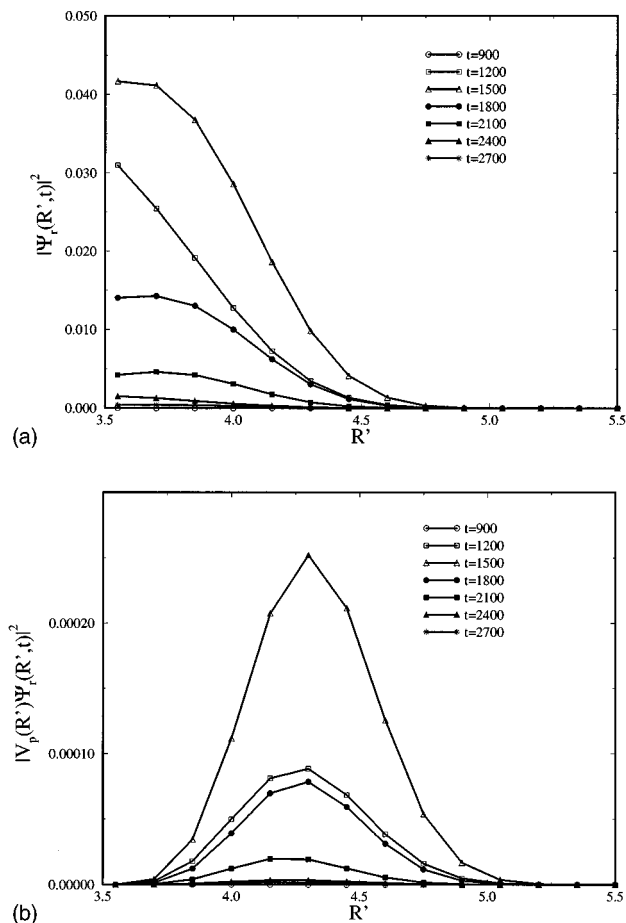 0.050
0.040
0.030
0.020
0.010
0.000
|Ψr(R',t)|²
t=900
t=1200
t=1500
t=1800
t=2100
t=2400
t=2700
3.5 4.0 4.5 5.0 5.5
(a) R'
0.00020
0.00010
0.00000
|Vp(R')Ψr(R',t)|²
t=900
t=1200
t=1500
t=1800
t=2100
t=2400
t=2700
3.5 4.0 4.5 5.0 5.5
(b) R'